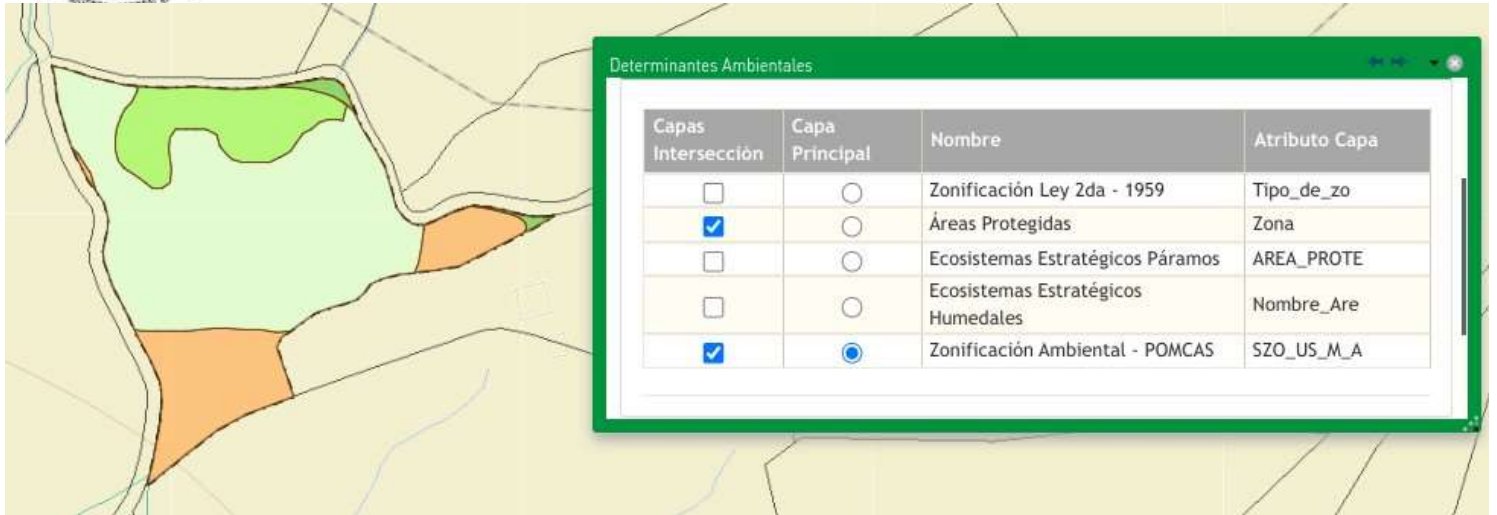 Determinantes Ambientales
Capas Intersección Capa Principal Nombre Atributo Capa
Zonificación Ley 2da - 1959 Tipo_de_zo
Áreas Protegidas Zona
Ecosistemas Estratégicos Páramos AREA_PROTE
Ecosistemas Estratégicos Humedales Nombre_Are
Zonificación Ambiental - POMCAS SZO_US_M_A